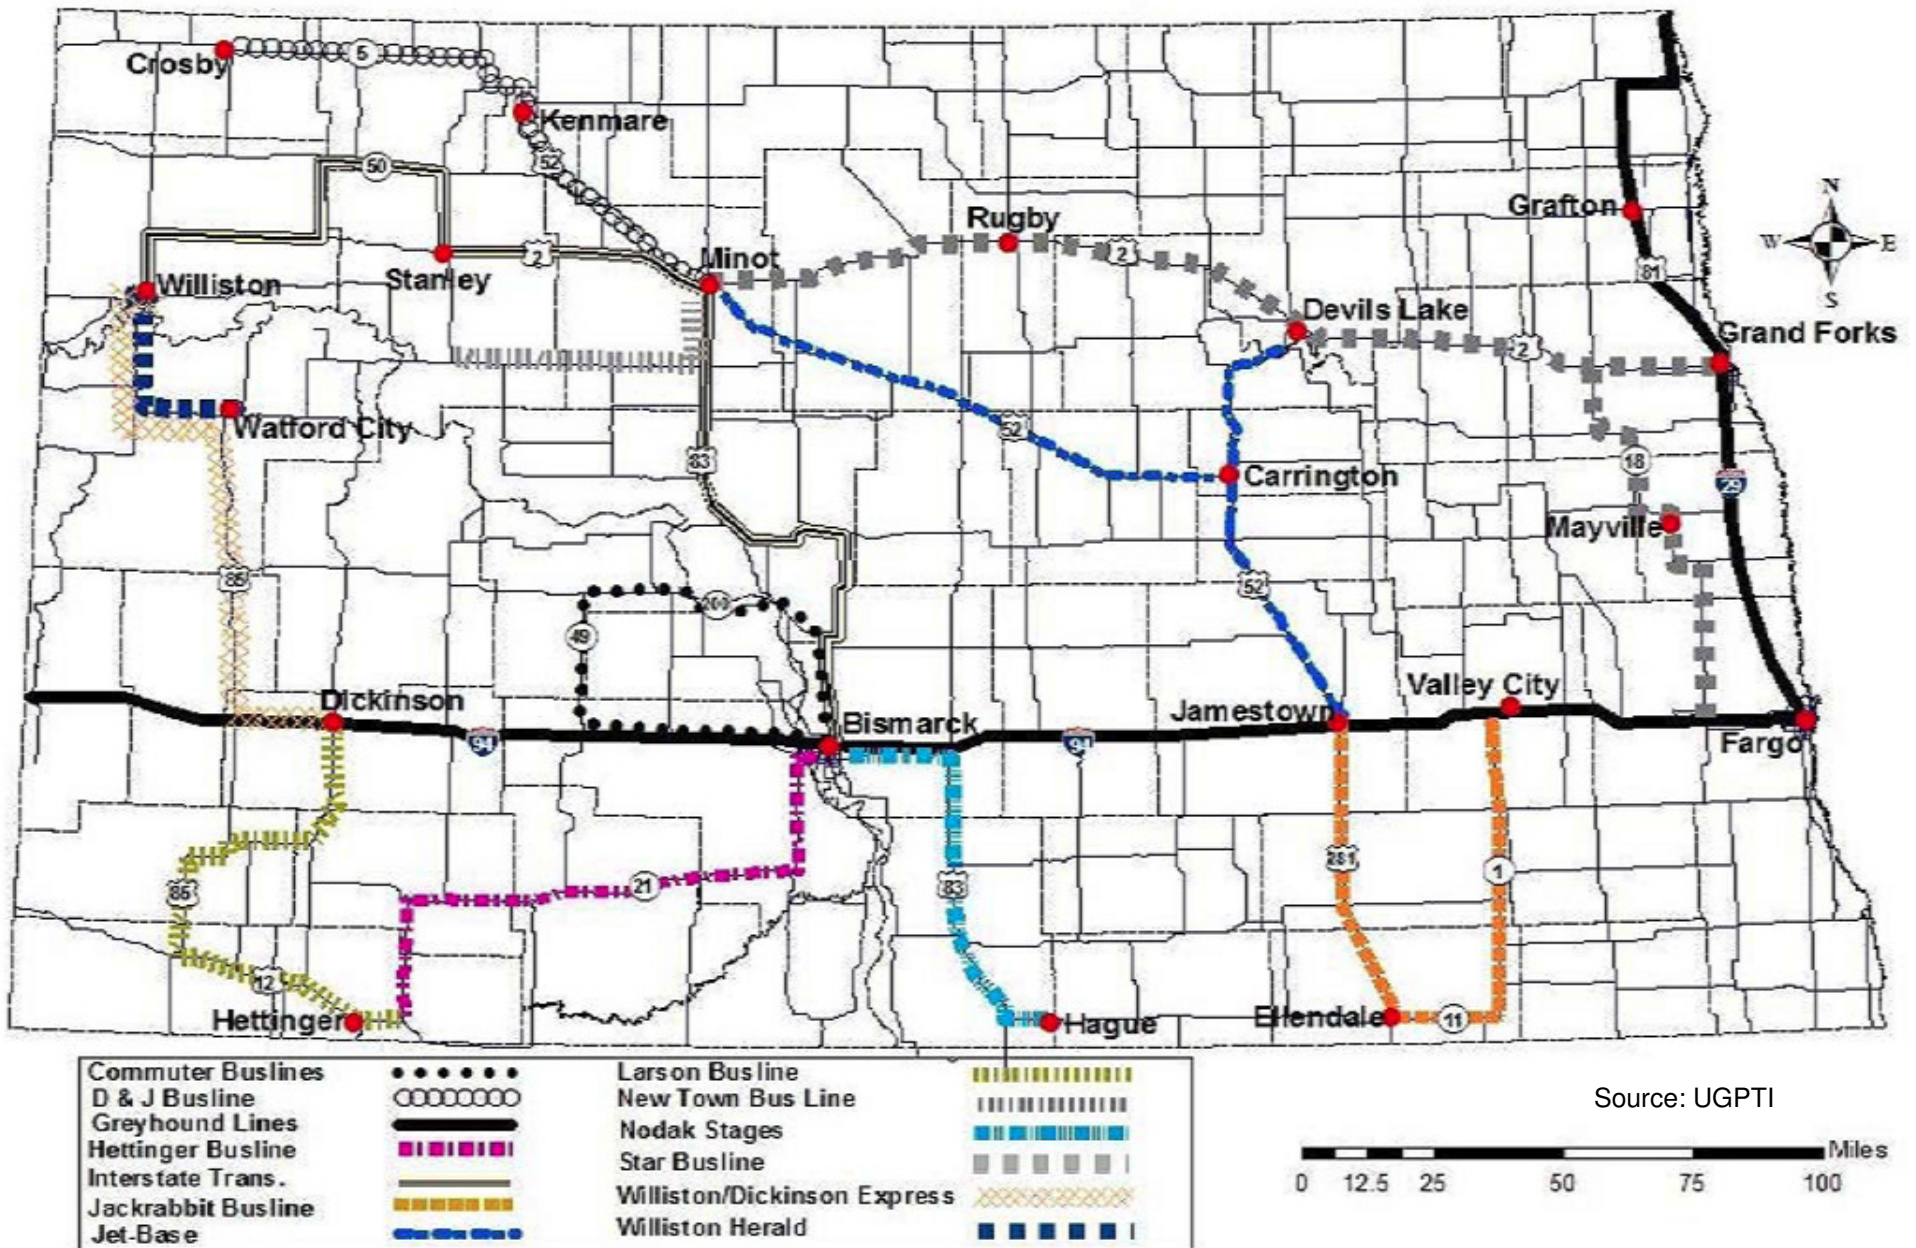 Crosby
5
Kenmare
52
50
N
Rugby
Grafton
W
E
2
2
Minot
Stanley
81
S
Williston
Devils Lake
Grand Forks
2
Watford City
52
83
18
Carrington
29
Mayville
85
52
200
49
Dickinson
Valley City
Jamestown
Bismarck
94
94
Fargo
281
1
85
21
83
12
Hettinger
Hague
Ellendale
11
Commuter Buslines
D & J Busline
Greyhound Lines
Hettinger Busline
Interstate Trans.
Jackrabbit Busline
Jet-Base
Larson Busline
New Town Bus Line
Nodak Stages
Star Busline
Williston/Dickinson Express
Williston Herald
Source: UGPTI
Miles
0 12.5 25 50 75 100